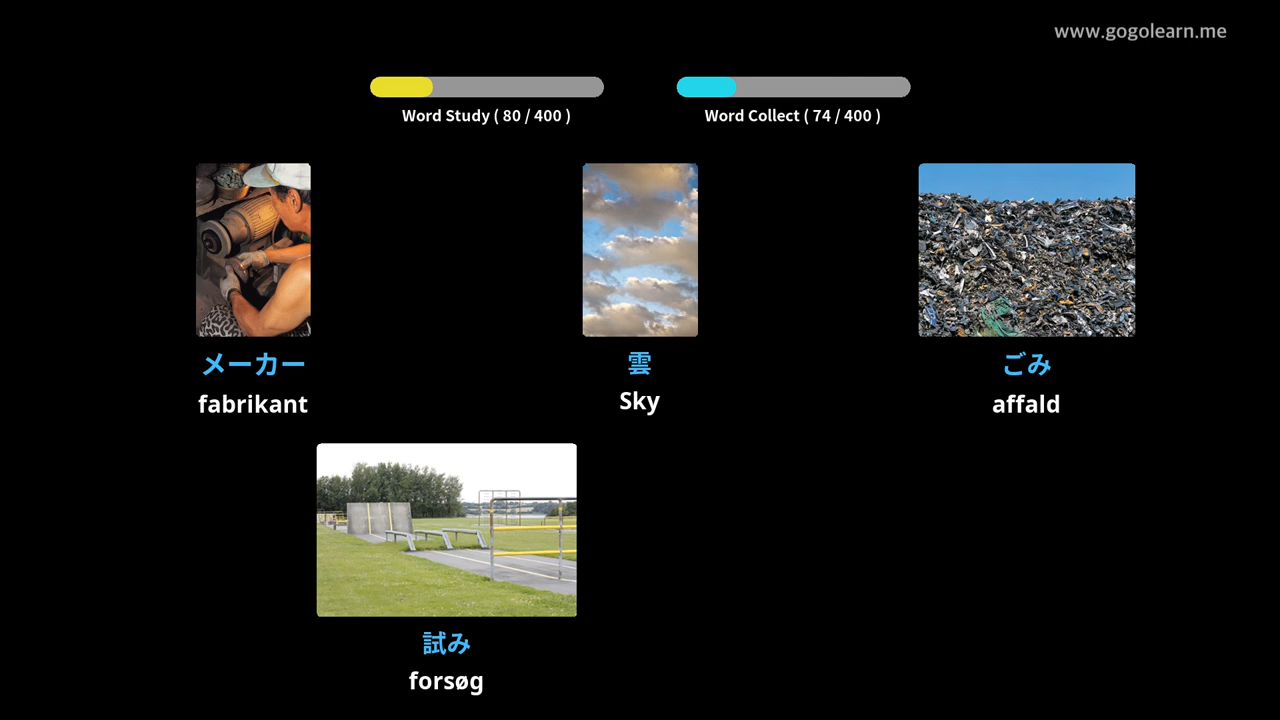 www.gogolearn.me
Word Study ( 80 / 400 )
Word Collect ( 74 / 400 )
メーカー
fabrikant
雲
Sky
ごみ
affald
試み
forsøg